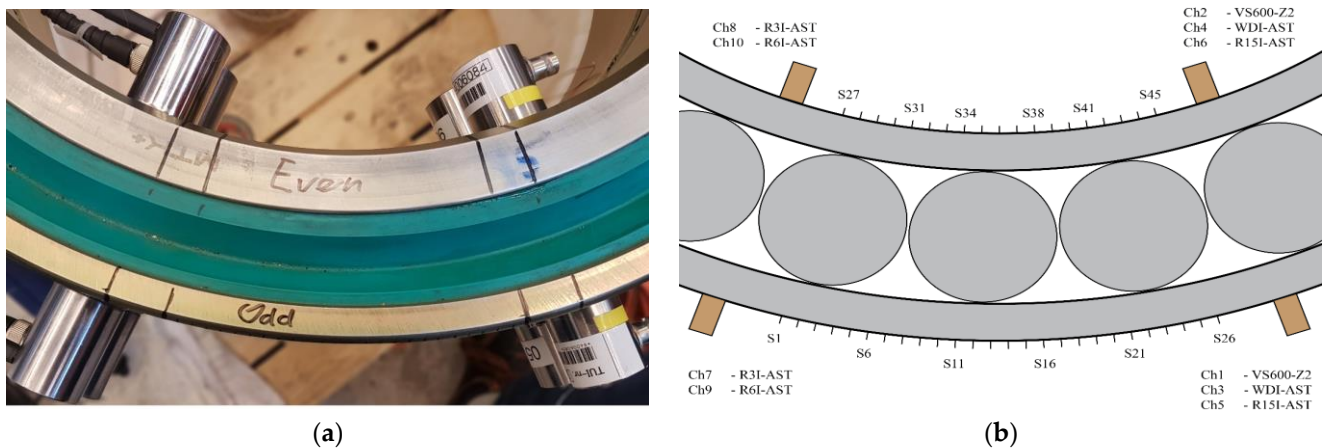 Even
Odd
(a)
Ch8 - R3I-AST
Ch10 - R6I-AST
Ch2 - VS600-Z2
Ch4 - WDI-AST
Ch6 - R15I-AST
S27 S31 S34 S38 S41 S45
S1 S6 S11 S16 S21 S26
Ch7 - R3I-AST
Ch9 - R6I-AST
Ch1 - VS600-Z2
Ch3 - WDI-AST
Ch5 - R15I-AST
(b)